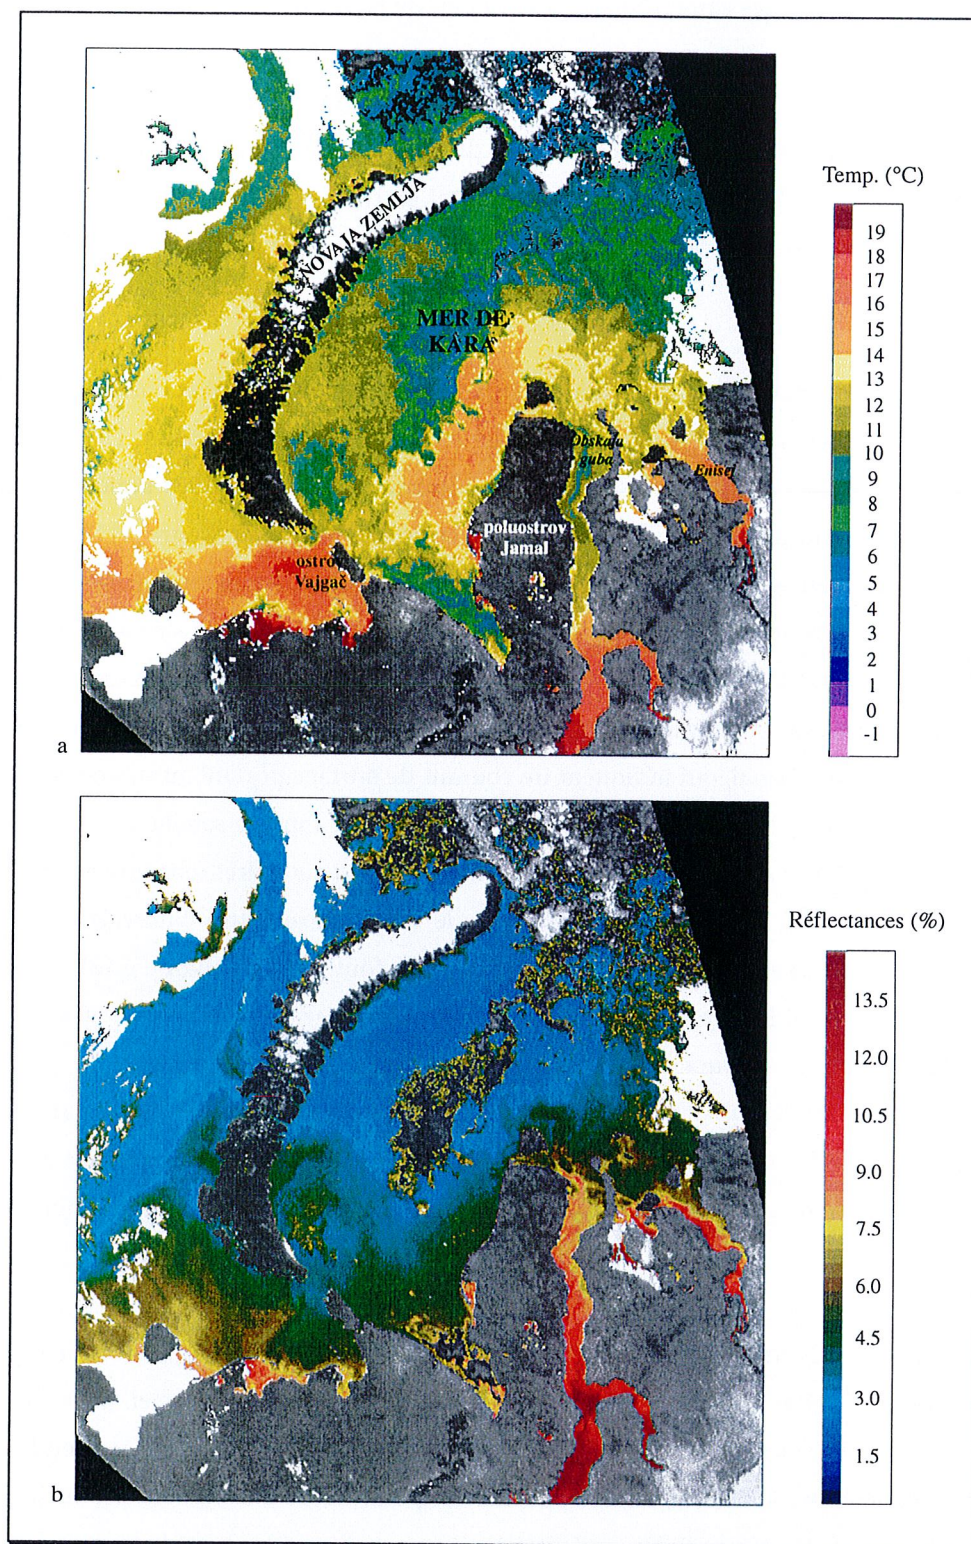 NOVAJA ZEMLJA
MER DE
KARA
Obskaja
guba
Enisej
poluostrov
Jamal
ostrov
Vajgač
a
Temp. (°C)
19
18
17
16
15
14
13
12
11
10
9
8
7
6
5
4
3
2
1
0
-1
b
Réflectances (%)
13.5
12.0
10.5
9.0
7.5
6.0
4.5
3.0
1.5